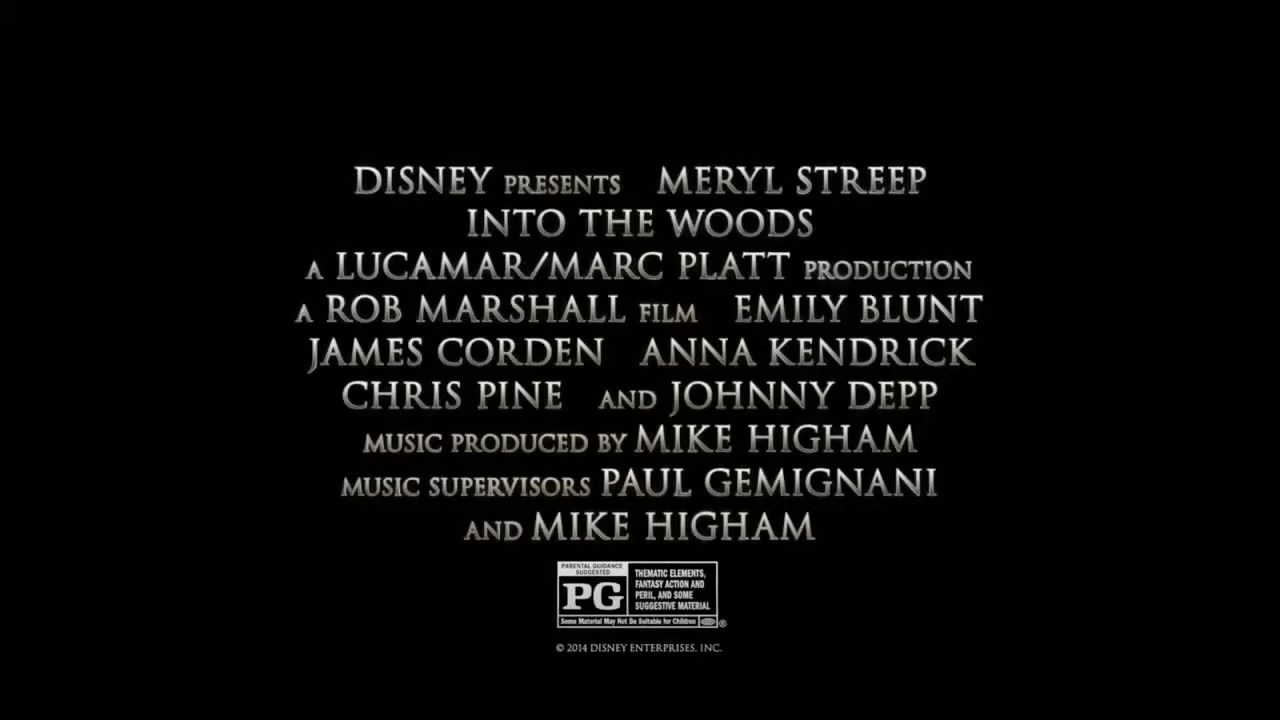 DISNEY PRESENTS MERYL STREEP
INTO THE WOODS
A LUCAMAR/MARC PLATT PRODUCTION
A ROB MARSHALL FILM EMILY BLUNT
JAMES CORDEN ANNA KENDRICK
CHRIS PINE AND JOHNNY DEPP
MUSIC PRODUCED BY MIKE HIGHAM
MUSIC SUPERVISORS PAUL GEMIGNANI
AND MIKE HIGHAM
PARENTAL GUIDANCE SUGGESTED
PG
THEMATIC ELEMENTS,
FANTASY ACTION AND
PERIL, AND SOME
SUGGESTIVE MATERIAL
Some Material May Not Be Suitable for Children
®
© 2014 DISNEY ENTERPRISES, INC.